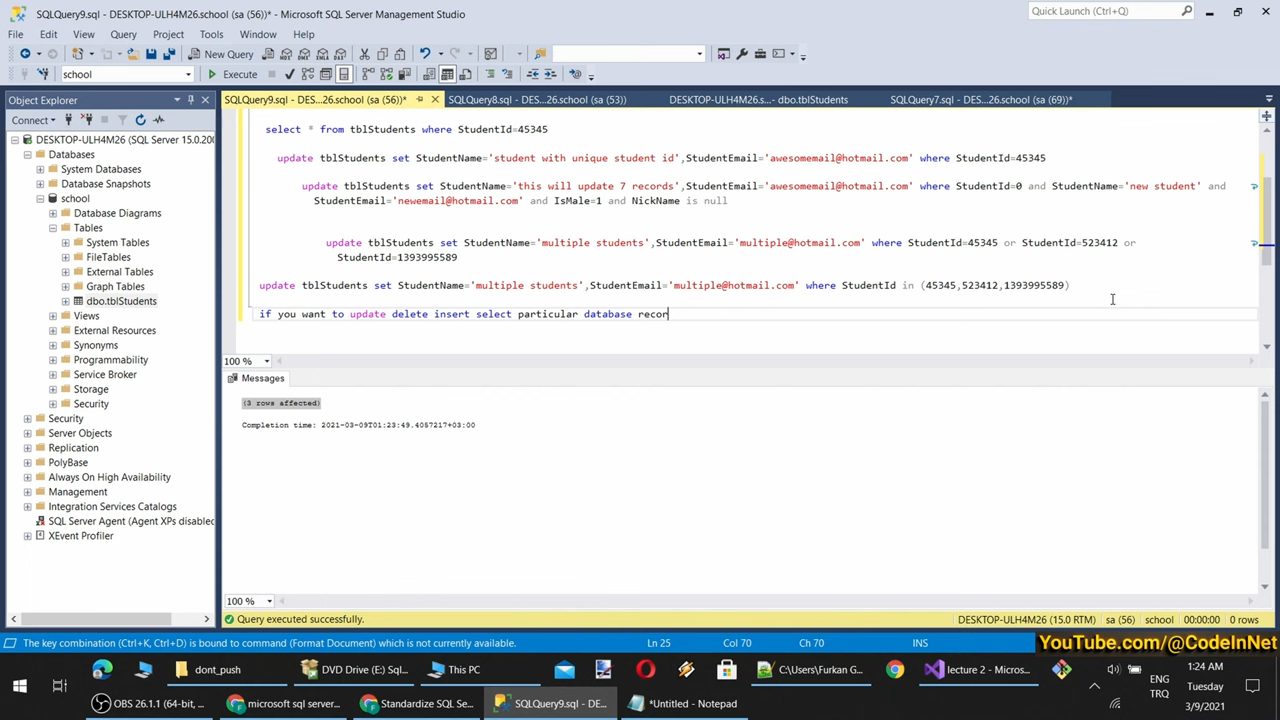 SQLQuery9.sql - DESKTOP-ULH4M26.school (sa (56))* - Microsoft SQL Server Management Studio
Quick Launch (Ctrl+Q)
File Edit View Query Project Tools Window Help
New Query
MDX DMX XMLA DAX
school
Execute
Object Explorer
SQLQuery9.sql - DES...26.school (sa (56))*
SQLQuery8.sql - DES...26.school (sa (53))
DESKTOP-ULH4M26.s...- dbo.tblStudents
SQLQuery7.sql - DES...26.school (sa (69))*
Connect
DESKTOP-ULH4M26 (SQL Server 15.0.200
Databases
System Databases
Database Snapshots
school
Database Diagrams
Tables
System Tables
FileTables
External Tables
Graph Tables
dbo.tblStudents
Views
External Resources
Synonyms
Programmability
Service Broker
Storage
Security
Security
Server Objects
Replication
PolyBase
Always On High Availability
Management
Integration Services Catalogs
SQL Server Agent (Agent XPs disabled
XEvent Profiler
select * from tblStudents where StudentId=45345
update tblStudents set StudentName='student with unique student id',StudentEmail='awesomemail@hotmail.com' where StudentId=45345
update tblStudents set StudentName='this will update 7 records',StudentEmail='awesomemail@hotmail.com' where StudentId=0 and StudentName='new student' and
StudentEmail='newemail@hotmail.com' and IsMale=1 and NickName is null
update tblStudents set StudentName='multiple students',StudentEmail='multiple@hotmail.com' where StudentId=45345 or StudentId=523412 or
StudentId=1393995589
update tblStudents set StudentName='multiple students',StudentEmail='multiple@hotmail.com' where StudentId in (45345,523412,1393995589)
if you want to update delete insert select particular database recor
100 %
Messages
(3 rows affected)
Completion time: 2021-03-09T01:23:49.4057217+03:00
100 %
Query executed successfully.
DESKTOP-ULH4M26 (15.0 RTM) sa (56) school 00:00:00 0 rows
The key combination (Ctrl+K, Ctrl+D) is bound to command (Format Document) which is not currently available.
Ln 25 Col 70 Ch 70 INS
YouTube.com/@CodeInNet
dont_push
DVD Drive (E:) Sql...
This PC
C:\Users\Furkan G...
lecture 2 - Micros...
OBS 26.1.1 (64-bit, ...
microsoft sql server...
Standardize SQL Se...
SQLQuery9.sql - DE...
*Untitled - Notepad
ENG
TRQ
1:24 AM
Tuesday
3/9/2021